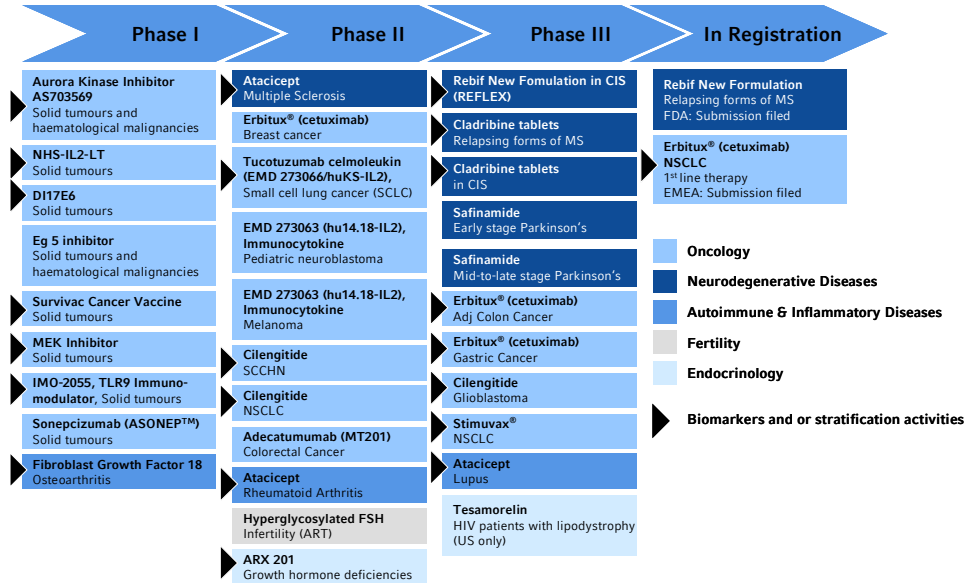 Phase I
Phase II
Phase III
In Registration
Aurora Kinase Inhibitor
AS703569
Solid tumours and
haematological malignancies
NHS-IL2-LT
Solid tumours
DI17E6
Solid tumours
Eg 5 inhibitor
Solid tumours and
haematological malignancies
Survivac Cancer Vaccine
Solid tumours
MEK Inhibitor
Solid tumours
IMO-2055, TLR9 Immuno-
modulator, Solid tumours
Sonepcizumab (ASONEP™)
Solid tumours
Fibroblast Growth Factor 18
Osteoarthritis
Atacicept
Multiple Sclerosis
Erbitux® (cetuximab)
Breast cancer
Tucotuzumab celmoleukin
(EMD 273066/huKS-IL2),
Small cell lung cancer (SCLC)
EMD 273063 (hu14.18-IL2),
Immunocytokine
Pediatric neuroblastoma
EMD 273063 (hu14.18-IL2),
Immunocytokine
Melanoma
Cilengitide
SCCHN
Cilengitide
NSCLC
Adecatumumab (MT201)
Colorectal Cancer
Atacicept
Rheumatoid Arthritis
Hyperglycosylated FSH
Infertility (ART)
ARX 201
Growth hormone deficiencies
Rebif New Fomulation in CIS
(REFLEX)
Cladribine tablets
Relapsing forms of MS
Cladribine tablets
in CIS
Safinamide
Early stage Parkinson's
Safinamide
Mid-to-late stage Parkinson's
Erbitux® (cetuximab)
Adj Colon Cancer
Erbitux® (cetuximab)
Gastric Cancer
Cilengitide
Glioblastoma
Stimuvax®
NSCLC
Atacicept
Lupus
Tesamorelin
HIV patients with lipodystrophy
(US only)
Rebif New Formulation
Relapsing forms of MS
FDA: Submission filed
Erbitux® (cetuximab)
NSCLC
1st line therapy
EMEA: Submission filed
Oncology
Neurodegenerative Diseases
Autoimmune & Inflammatory Diseases
Fertility
Endocrinology
Biomarkers and or stratification activities